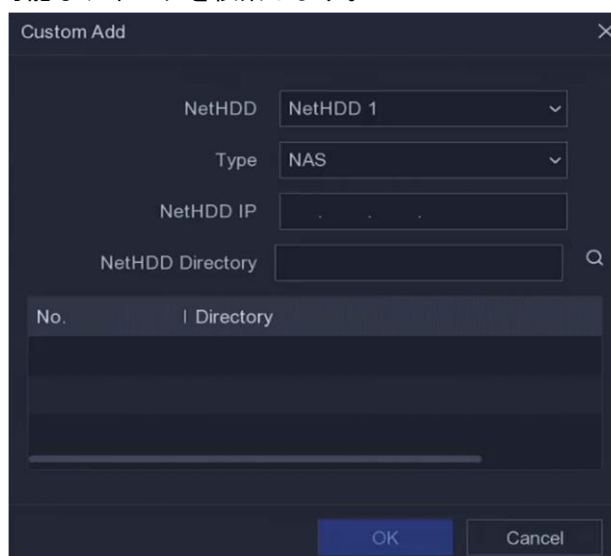 Custom Add
NetHDD NetHDD 1
Type NAS
NetHDD IP . . .
NetHDD Directory
No. Directory
OK Cancel